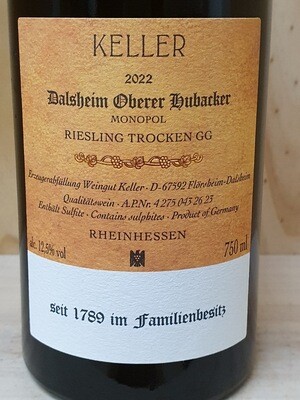 KELLER
2022
Dalsheim Oberer Hubacker
MONOPOL
RIESLING TROCKEN GG
Erzeugerabfüllung Weingut Keller · D-67592 Flörsheim-Dalsheim
Qualitätswein · A.P.Nr. 4 275 043 26 23
Enthält Sulfite · Contains sulphites · Product of Germany
RHEINHESSEN
alc. 12.5% vol
750 ml
seit 1789 im Familienbesitz